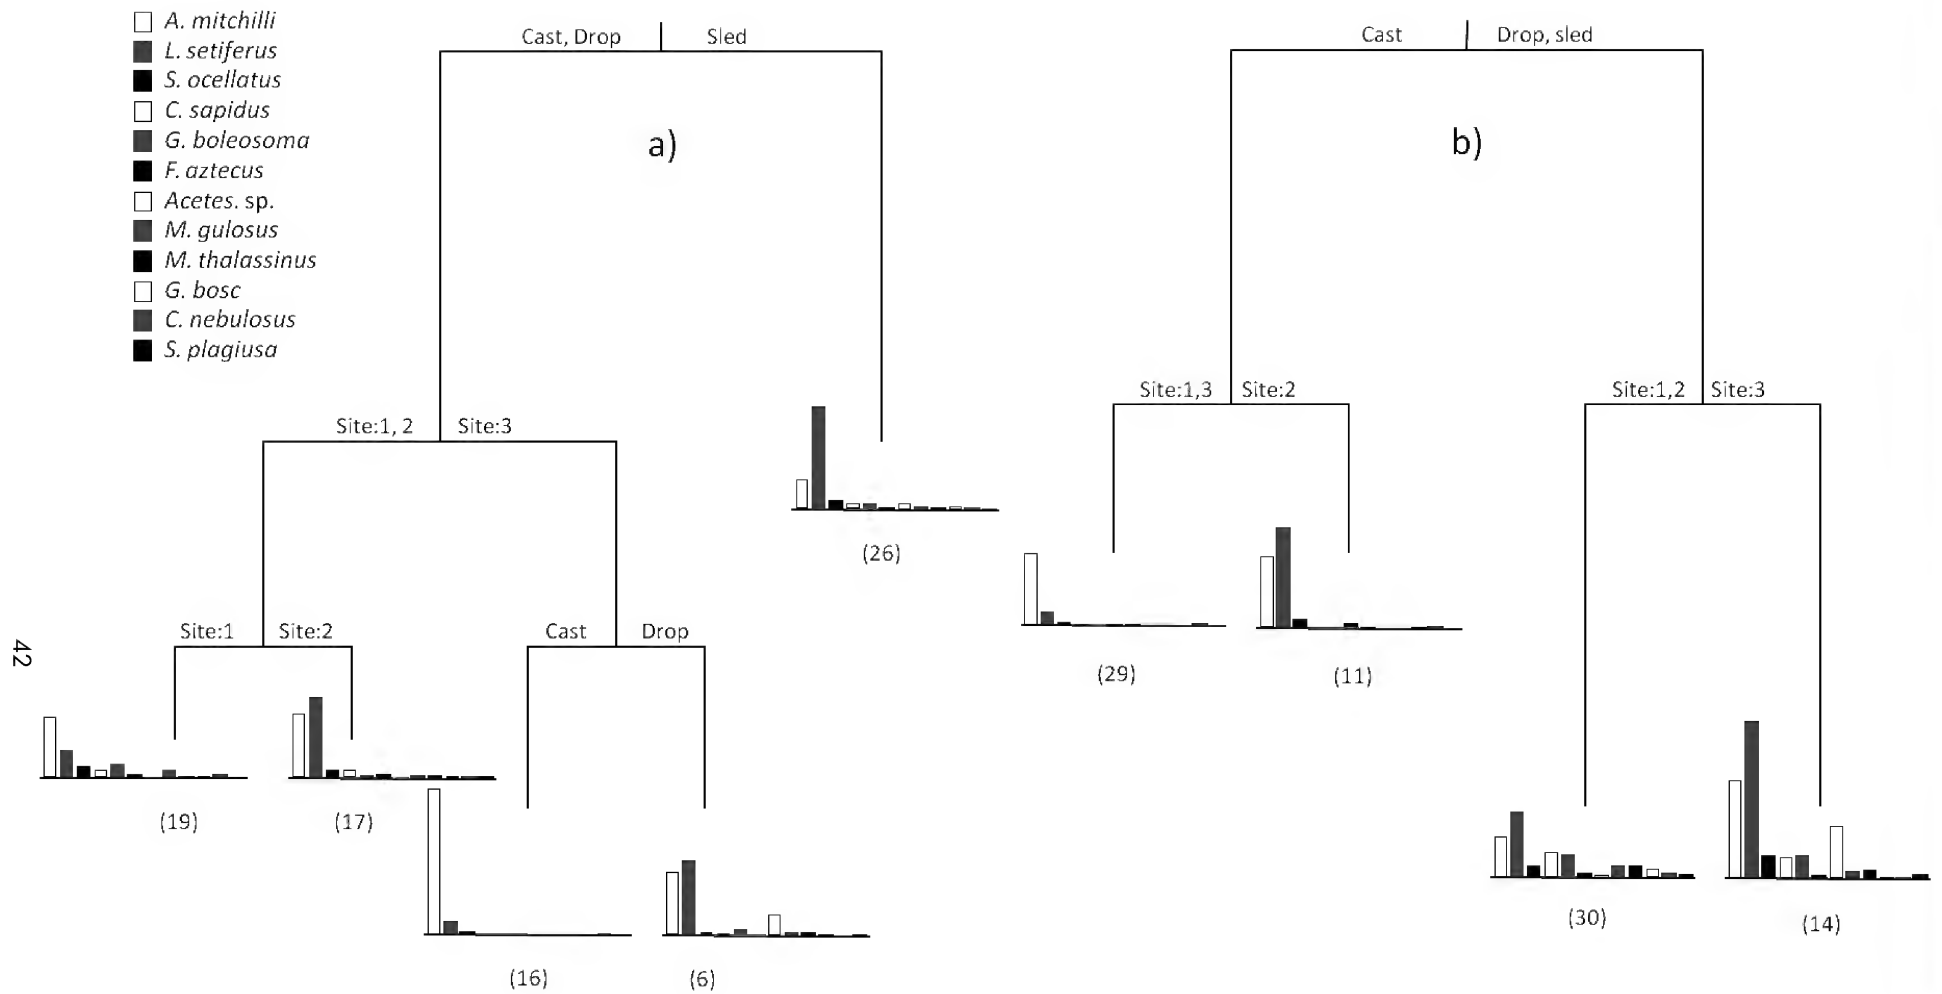 A. mitchilli
L. setiferus
S. ocellatus
C. sapidus
G. boleosoma
F. aztecus
Acetes. sp.
M. gulosus
M. thalassinus
G. bosc
C. nebulosus
S. plagiusa
Cast, Drop Sled
a)
Site:1, 2 Site:3
(26)
Site:1 Site:2
Cast Drop
(19)
(17)
(16)
(6)
Cast Drop, sled
b)
Site:1,3 Site:2
Site:1,2 Site:3
(29)
(11)
(30)
(14)
42